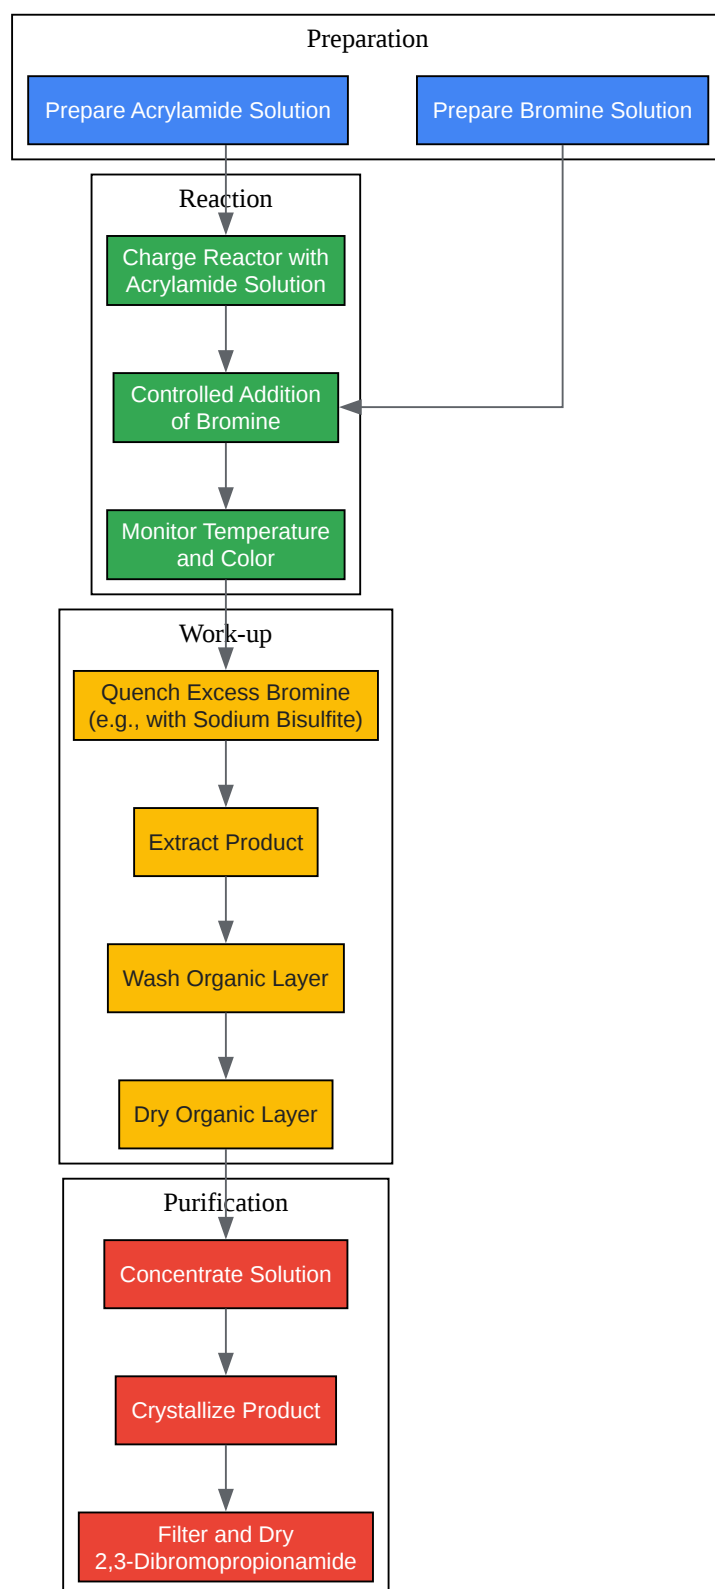 Preparation
Prepare Acrylamide Solution
Prepare Bromine Solution
Reaction
Charge Reactor with
Acrylamide Solution
Controlled Addition
of Bromine
Monitor Temperature
and Color
Work-up
Quench Excess Bromine
(e.g., with Sodium Bisulfite)
Extract Product
Wash Organic Layer
Dry Organic Layer
Purification
Concentrate Solution
Crystallize Product
Filter and Dry
2,3-Dibromopropionamide